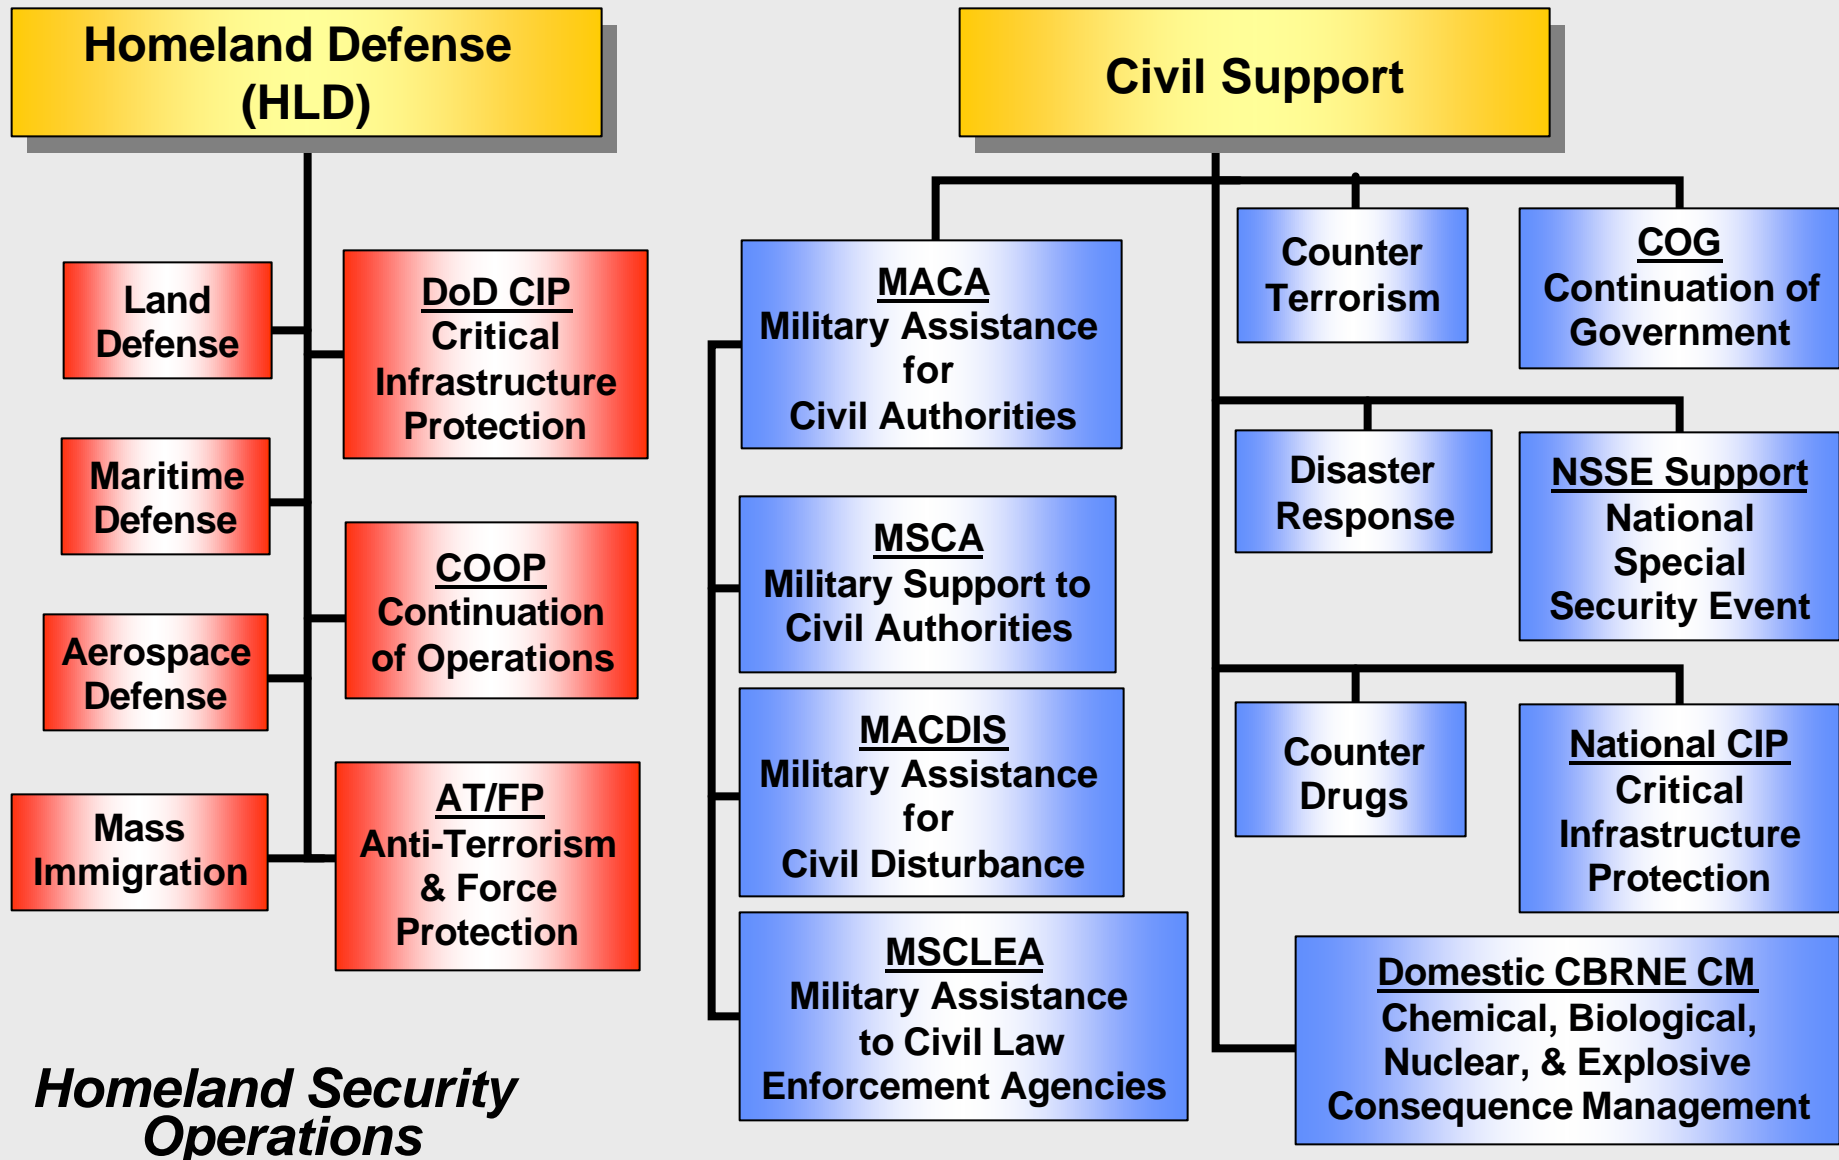 Homeland Defense
(HLD)
Land
Defense
Maritime
Defense
Aerospace
Defense
Mass
Immigration
DoD CIP
Critical
Infrastructure
Protection
COOP
Continuation
of Operations
AT/FP
Anti-Terrorism
& Force
Protection
Civil Support
MACA
Military Assistance
for
Civil Authorities
MSCA
Military Support to
Civil Authorities
MACDIS
Military Assistance
for
Civil Disturbance
MSCLEA
Military Assistance
to Civil Law
Enforcement Agencies
Counter
Terrorism
COG
Continuation of
Government
Disaster
Response
NSSE Support
National
Special
Security Event
Counter
Drugs
National CIP
Critical
Infrastructure
Protection
Domestic CBRNE CM
Chemical, Biological,
Nuclear, & Explosive
Consequence Management
Homeland Security
Operations